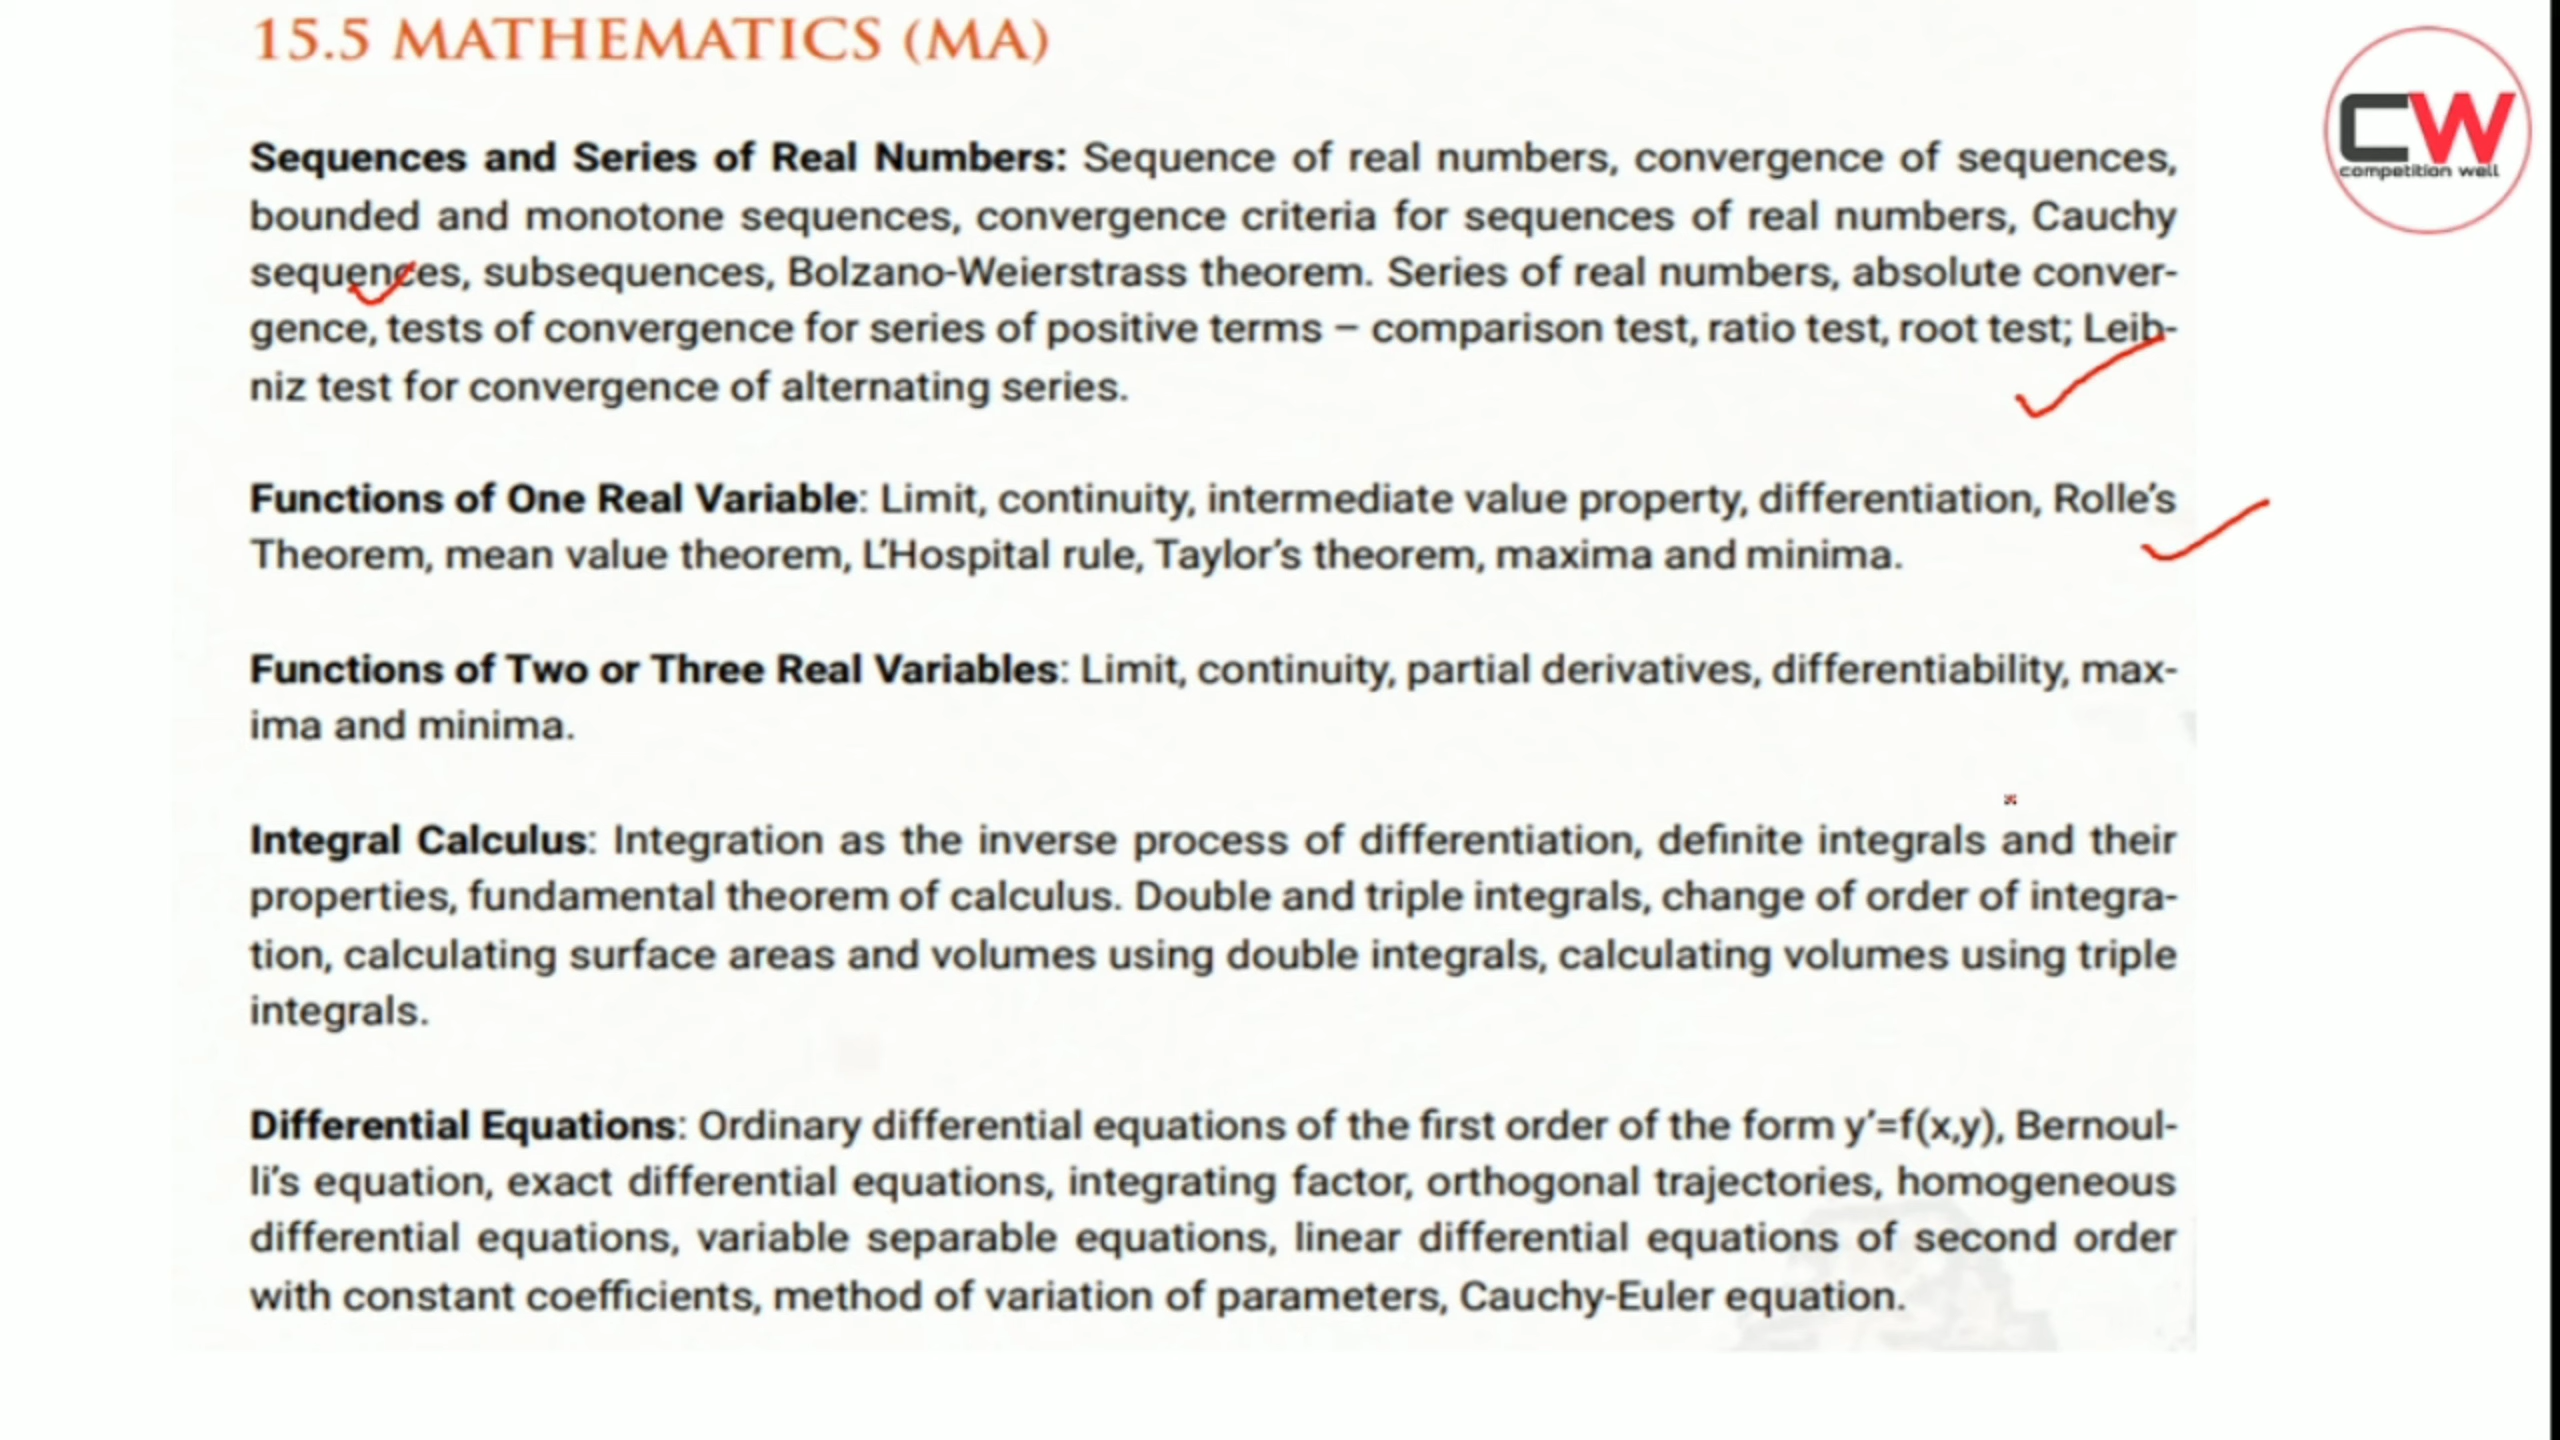 15.5 MATHEMATICS (MA)
CW
competition well
Sequences and Series of Real Numbers: Sequence of real numbers, convergence of sequences,
bounded and monotone sequences, convergence criteria for sequences of real numbers, Cauchy
sequences, subsequences, Bolzano-Weierstrass theorem. Series of real numbers, absolute conver-
gence, tests of convergence for series of positive terms – comparison test, ratio test, root test; Leib-
niz test for convergence of alternating series.
Functions of One Real Variable: Limit, continuity, intermediate value property, differentiation, Rolle’s
Theorem, mean value theorem, L’Hospital rule, Taylor’s theorem, maxima and minima.
Functions of Two or Three Real Variables: Limit, continuity, partial derivatives, differentiability, max-
ima and minima.
Integral Calculus: Integration as the inverse process of differentiation, definite integrals and their
properties, fundamental theorem of calculus. Double and triple integrals, change of order of integra-
tion, calculating surface areas and volumes using double integrals, calculating volumes using triple
integrals.
Differential Equations: Ordinary differential equations of the first order of the form y’=f(x,y), Bernoul-
li’s equation, exact differential equations, integrating factor, orthogonal trajectories, homogeneous
differential equations, variable separable equations, linear differential equations of second order
with constant coefficients, method of variation of parameters, Cauchy-Euler equation.